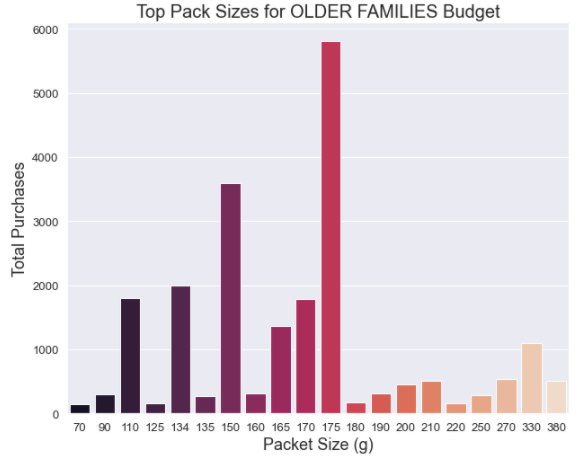 Top Pack Sizes for OLDER FAMILIES Budget
6000
5000
4000
3000
2000
1000
0
Total Purchases
70 90 110 125 134 135 150 160 165 170 175 180 190 200 210 220 250 270 330 380
Packet Size (g)